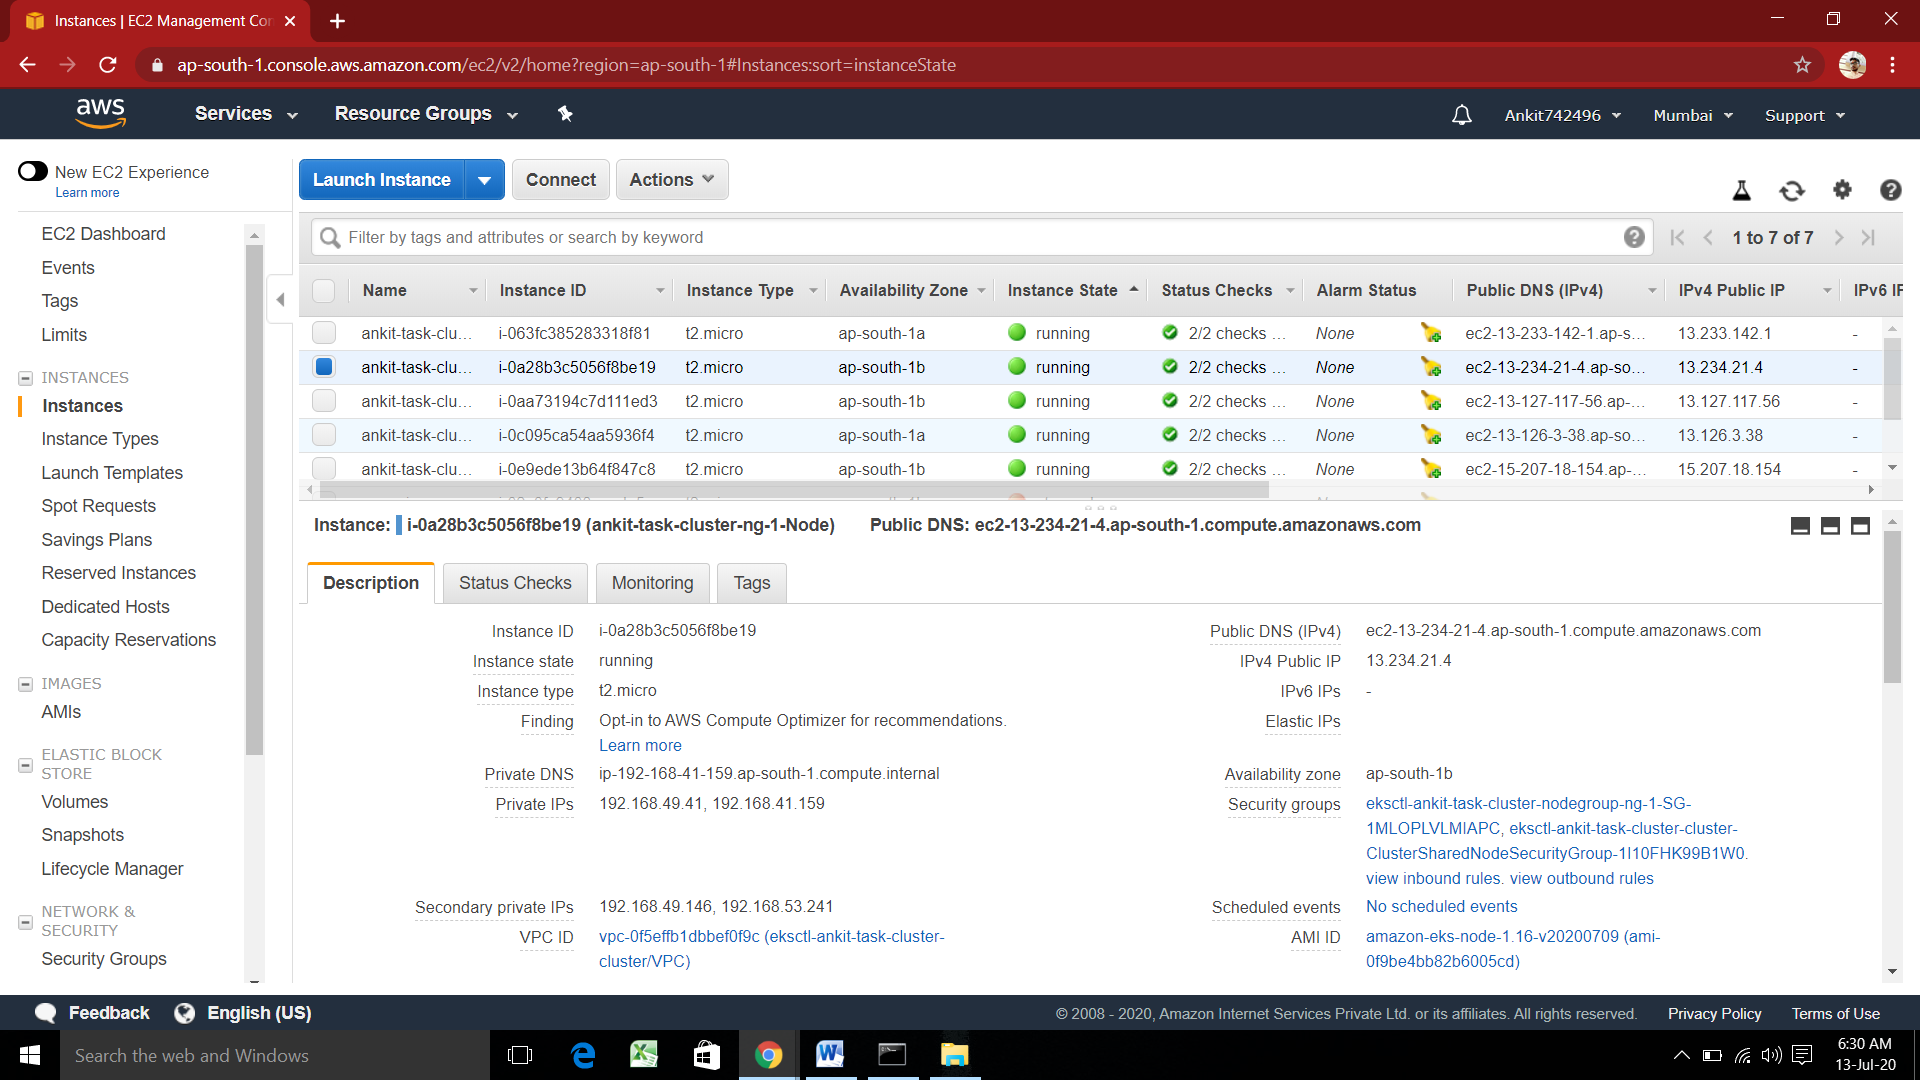 Instances | EC2 Management Con
ap-south-1.console.aws.amazon.com/ec2/v2/home?region=ap-south-1#Instances:sort=instanceState
aws Services Resource Groups Ankit742496 Mumbai Support
New EC2 Experience
Learn more
EC2 Dashboard
Events
Tags
Limits
INSTANCES
Instances
Instance Types
Launch Templates
Spot Requests
Savings Plans
Reserved Instances
Dedicated Hosts
Capacity Reservations
IMAGES
AMIs
ELASTIC BLOCK
STORE
Volumes
Snapshots
Lifecycle Manager
NETWORK &
SECURITY
Security Groups
Launch Instance Connect Actions
Filter by tags and attributes or search by keyword 1 to 7 of 7
Name Instance ID Instance Type Availability Zone Instance State Status Checks Alarm Status Public DNS (IPv4) IPv4 Public IP IPv6 IP
ankit-task-clu... i-063fc385283318f81 t2.micro ap-south-1a running 2/2 checks ... None ec2-13-233-142-1.ap-s... 13.233.142.1 -
ankit-task-clu... i-0a28b3c5056f8be19 t2.micro ap-south-1b running 2/2 checks ... None ec2-13-234-21-4.ap-so... 13.234.21.4 -
ankit-task-clu... i-0aa73194c7d111ed3 t2.micro ap-south-1b running 2/2 checks ... None ec2-13-127-117-56.ap-... 13.127.117.56 -
ankit-task-clu... i-0c095ca54aa5936f4 t2.micro ap-south-1a running 2/2 checks ... None ec2-13-126-3-38.ap-so... 13.126.3.38 -
ankit-task-clu... i-0e9ede13b64f847c8 t2.micro ap-south-1b running 2/2 checks ... None ec2-15-207-18-154.ap-... 15.207.18.154 -
Instance: i-0a28b3c5056f8be19 (ankit-task-cluster-ng-1-Node) Public DNS: ec2-13-234-21-4.ap-south-1.compute.amazonaws.com
Description Status Checks Monitoring Tags
Instance ID i-0a28b3c5056f8be19
Instance state running
Instance type t2.micro
Finding Opt-in to AWS Compute Optimizer for recommendations.
Learn more
Private DNS ip-192-168-41-159.ap-south-1.compute.internal
Private IPs 192.168.49.41, 192.168.41.159
Secondary private IPs 192.168.49.146, 192.168.53.241
VPC ID vpc-0f5effb1dbbef0f9c (eksctl-ankit-task-cluster-
cluster/VPC)
Public DNS (IPv4) ec2-13-234-21-4.ap-south-1.compute.amazonaws.com
IPv4 Public IP 13.234.21.4
IPv6 IPs -
Elastic IPs
Availability zone ap-south-1b
Security groups eksctl-ankit-task-cluster-nodegroup-ng-1-SG-
1MLOPLVLMIAPC, eksctl-ankit-task-cluster-cluster-
ClusterSharedNodeSecurityGroup-1I10FHK99B1W0.
view inbound rules. view outbound rules
Scheduled events No scheduled events
AMI ID amazon-eks-node-1.16-v20200709 (ami-
0f9be4bb82b6005cd)
Feedback English (US) © 2008 - 2020, Amazon Internet Services Private Ltd. or its affiliates. All rights reserved. Privacy Policy Terms of Use
Search the web and Windows
6:30 AM
13-Jul-20